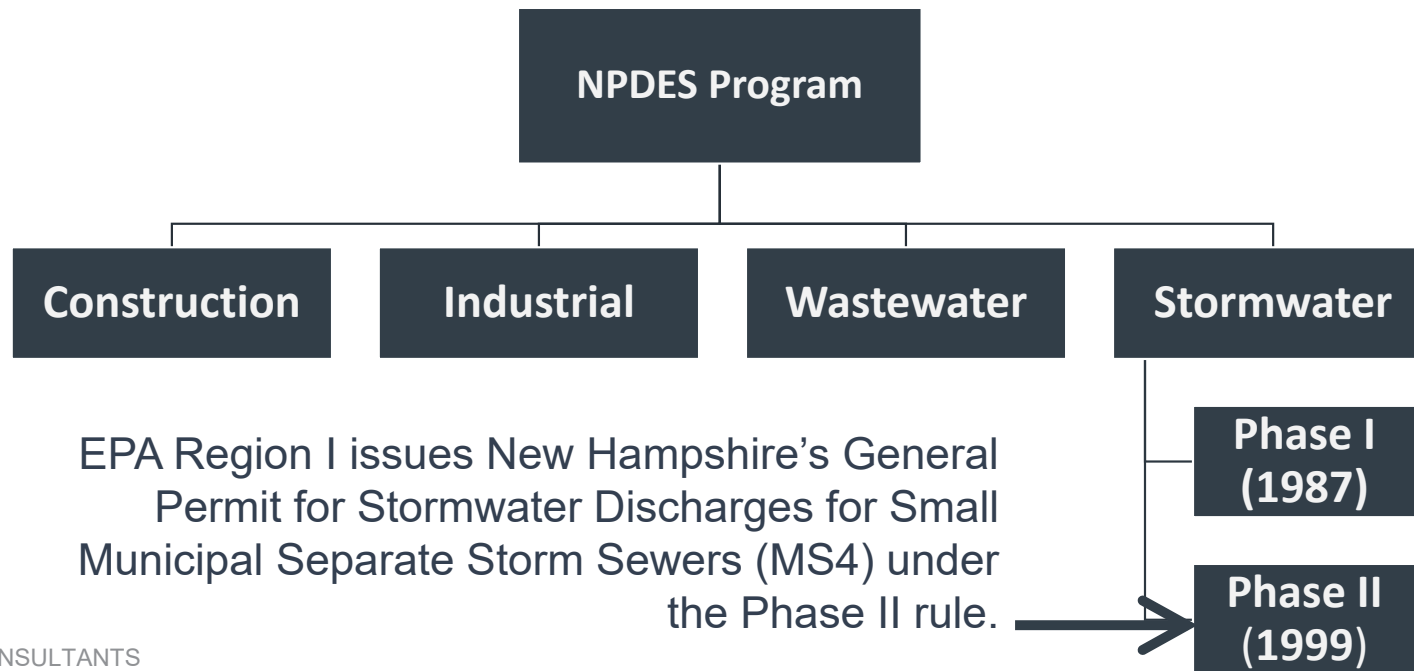 NPDES Program
Construction
Industrial
Wastewater
Stormwater
EPA Region I issues New Hampshire’s General
Permit for Stormwater Discharges for Small
Municipal Separate Storm Sewers (MS4) under
the Phase II rule.
Phase I
(1987)
Phase II
(1999)
NSULTANTS